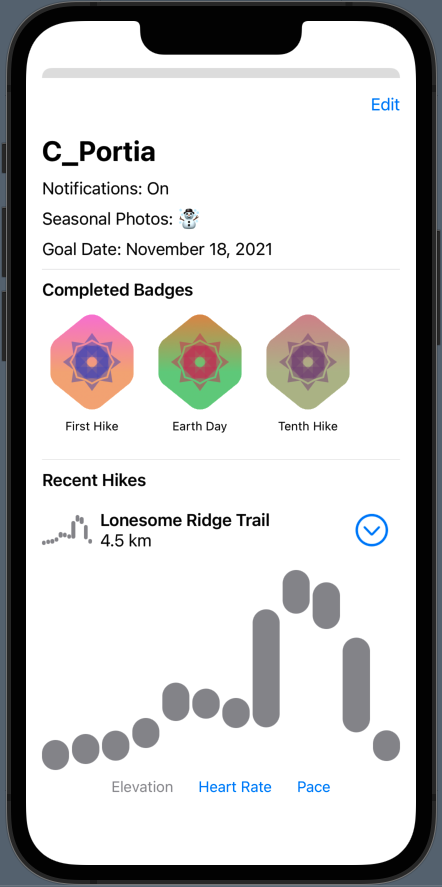 Edit
C_Portia
Notifications: On
Seasonal Photos: ☃️
Goal Date: November 18, 2021
Completed Badges
First Hike
Earth Day
Tenth Hike
Recent Hikes
Lonesome Ridge Trail
4.5 km
Elevation
Heart Rate
Pace